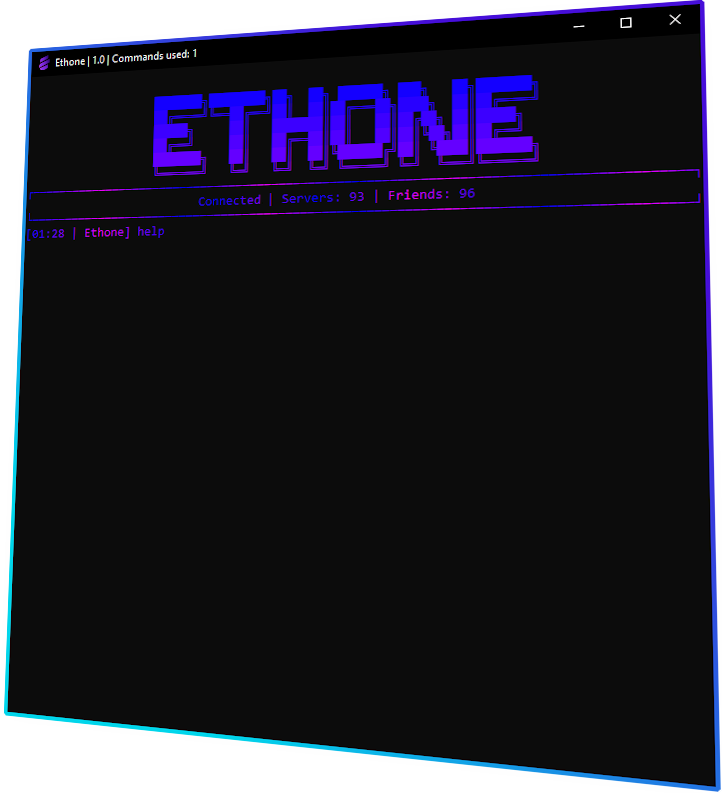 Ethone | 1.0 | Commands used: 1
ETHONE
Connected | Servers: 93 | Friends: 96
[01:28 | Ethone] help